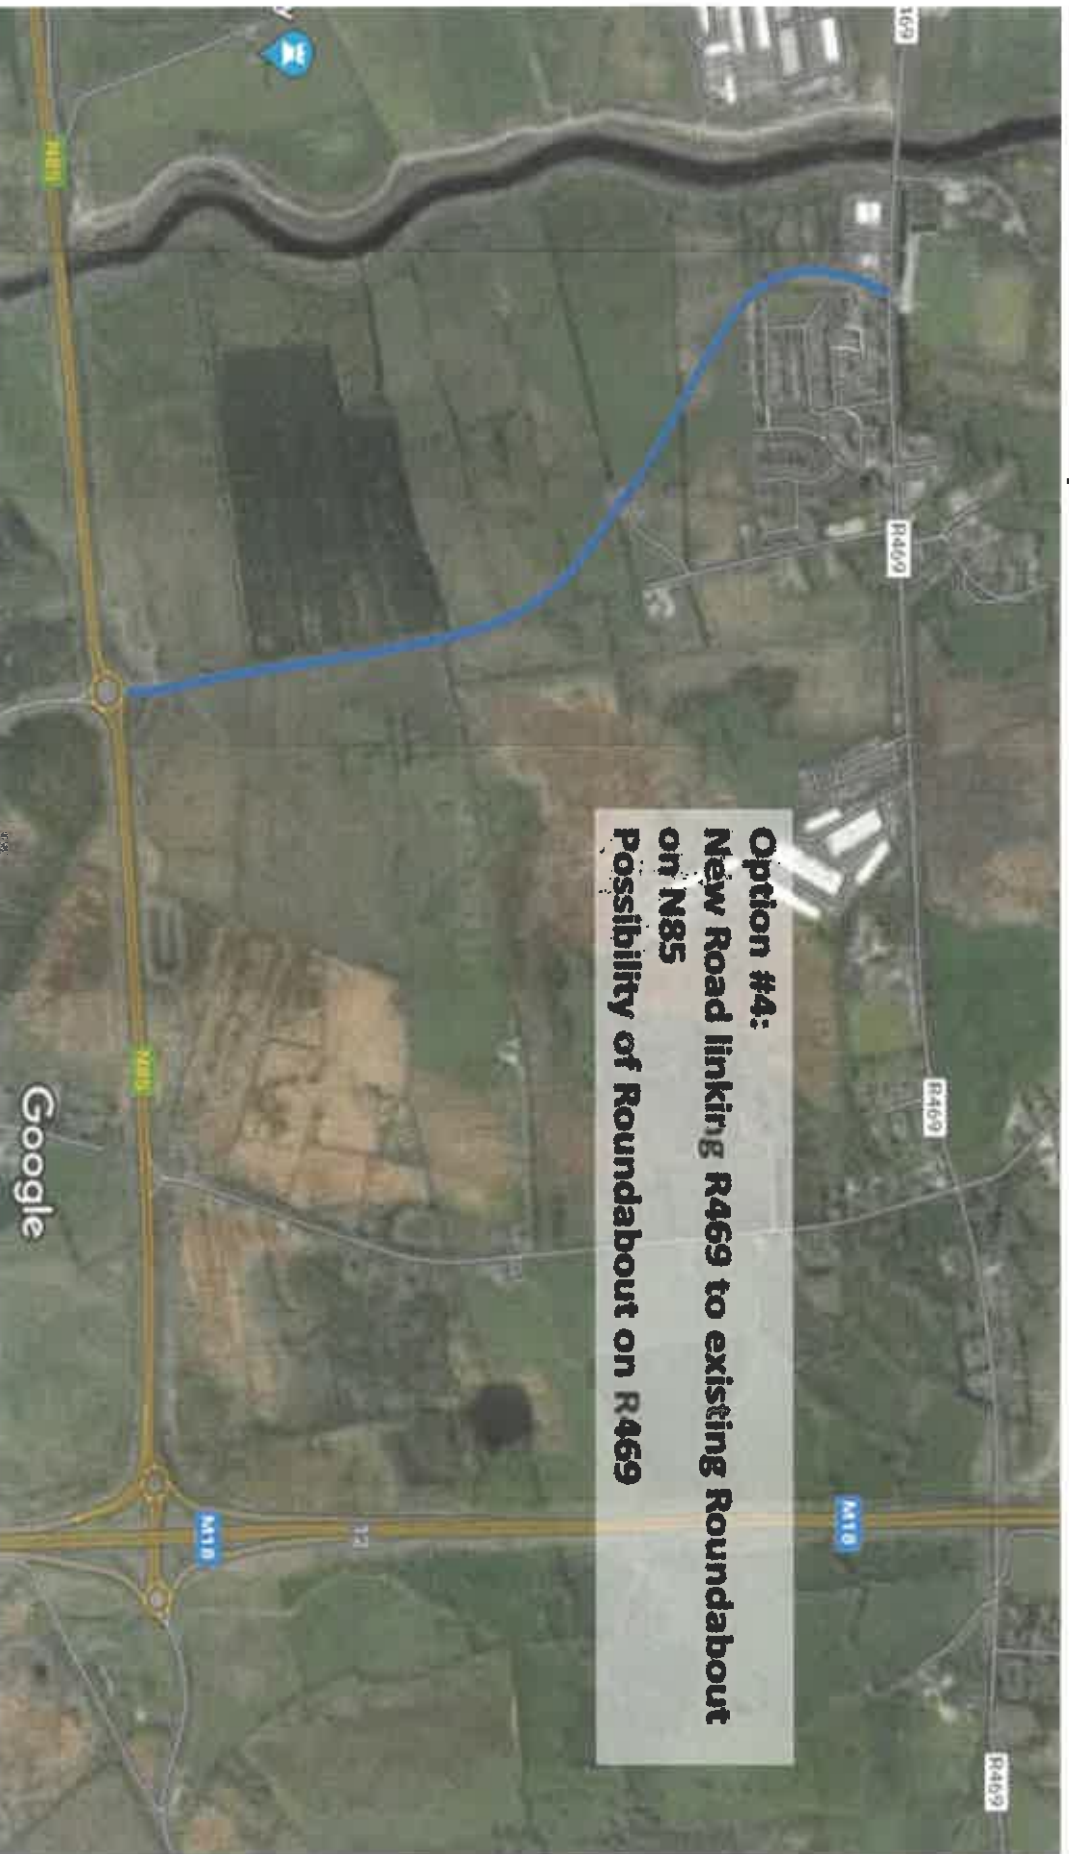 Option #4:
New Road linking R469 to existing Roundabout
on N85
Possibility of Roundabout on R469
R469
R469
R469
M18
M18
12
N85
N85
Google